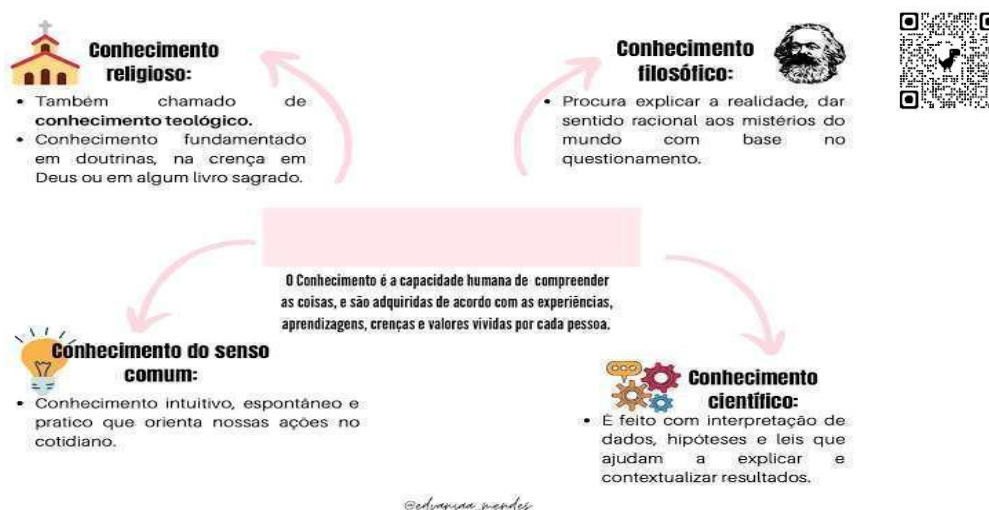 Conhecimento
religioso:
• Também chamado de
conhecimento teológico.
• Conhecimento fundamentado
em doutrinas, na crença em
Deus ou em algum livro sagrado.
Conhecimento
filosófico:
• Procura explicar a realidade, dar
sentido racional aos mistérios do
mundo com base no
questionamento.
O Conhecimento é a capacidade humana de compreender
as coisas, e são adquiridas de acordo com as experiências,
aprendizagens, crenças e valores vividas por cada pessoa.
Conhecimento do senso
comum:
• Conhecimento intuitivo, espontâneo e
pratico que orienta nossas ações no
cotidiano.
Conhecimento
científico:
• É feito com interpretação de
dados, hipóteses e leis que
ajudam a explicar e
contextualizar resultados.
@edvaniaa_mendes